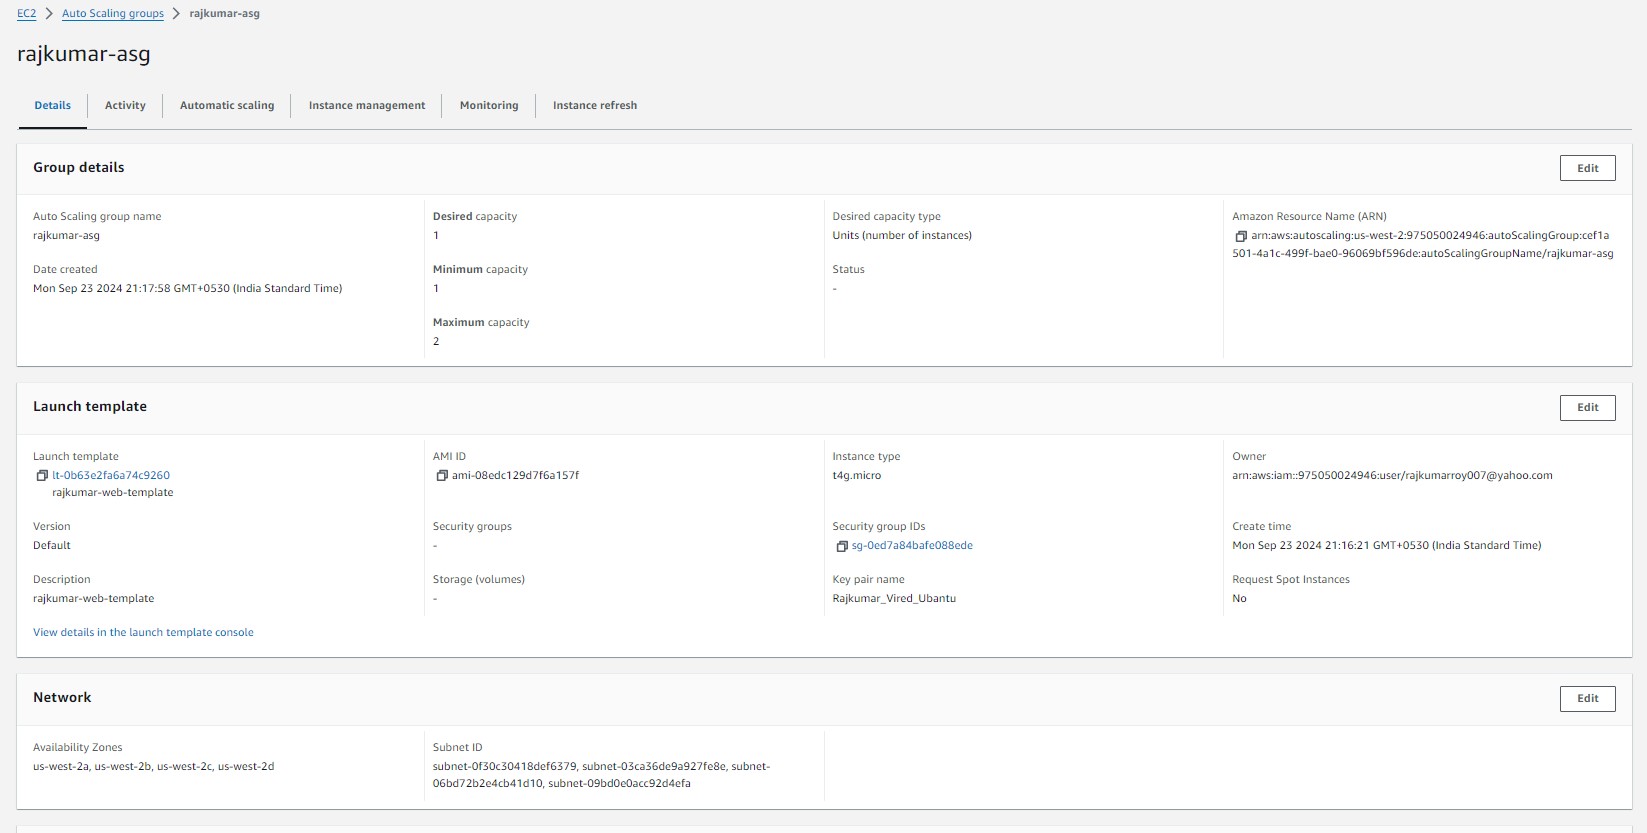 EC2 > Auto Scaling groups > rajkumar-asg
rajkumar-asg
Details
Activity
Automatic scaling
Instance management
Monitoring
Instance refresh
Group details
Edit
Auto Scaling group name
rajkumar-asg
Date created
Mon Sep 23 2024 21:17:58 GMT+0530 (India Standard Time)
Desired capacity
1
Minimum capacity
1
Maximum capacity
2
Desired capacity type
Units (number of instances)
Status
-
Amazon Resource Name (ARN)
arn:aws:autoscaling:us-west-2:975050024946:autoScalingGroup:cef1a
501-4a1c-499f-bae0-96069bf596de:autoScalingGroupName/rajkumar-asg
Launch template
Edit
Launch template
lt-0b63e2fa6a74c9260
rajkumar-web-template
Version
Default
Description
rajkumar-web-template
View details in the launch template console
AMI ID
ami-08edc129d7f6a157f
Security groups
-
Storage (volumes)
-
Instance type
t4g.micro
Security group IDs
sg-0ed7a84bafe088ede
Key pair name
Rajkumar_Vired_Ubantu
Owner
arn:aws:iam::975050024946:user/rajkumarroy007@yahoo.com
Create time
Mon Sep 23 2024 21:16:21 GMT+0530 (India Standard Time)
Request Spot Instances
No
Network
Edit
Availability Zones
us-west-2a, us-west-2b, us-west-2c, us-west-2d
Subnet ID
subnet-0f30c30418def6379, subnet-03ca36de9a927fe8e, subnet-
06bd72b2e4cb41d10, subnet-09bd0e0acc92d4efa